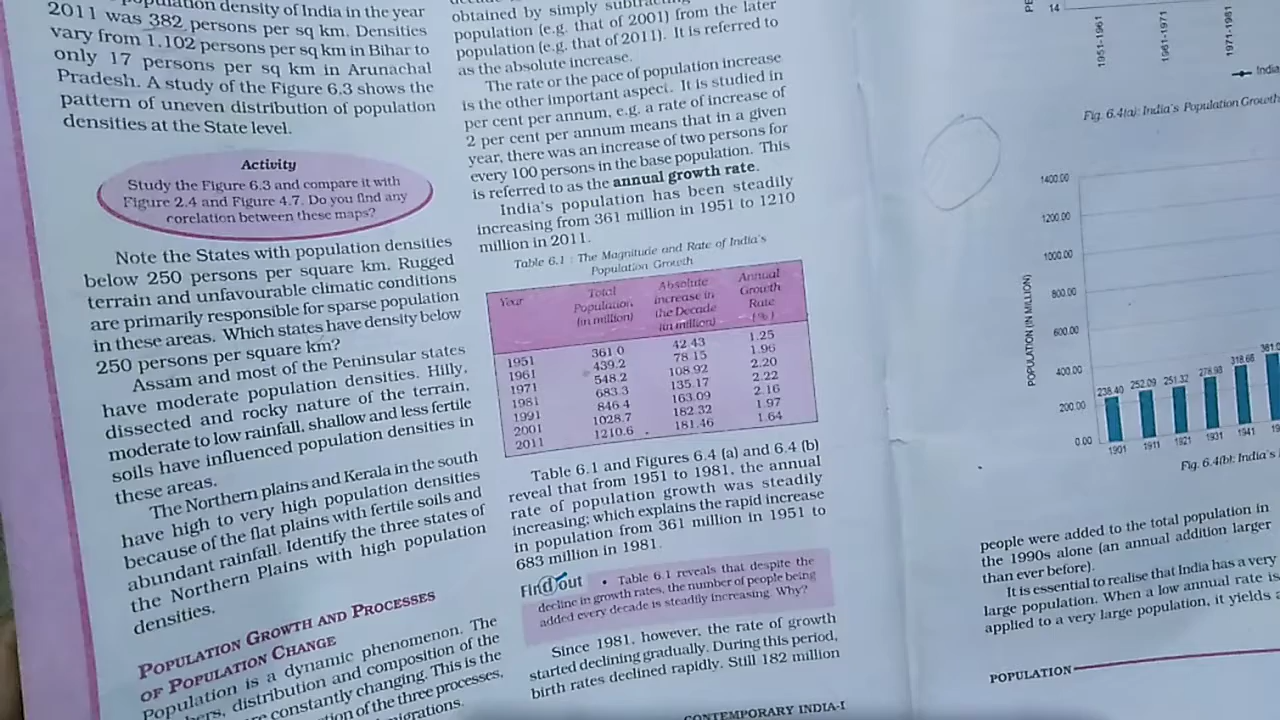 population density of India in the year
2011 was 382 persons per sq km. Densities
vary from 1,102 persons per sq km in Bihar to
only 17 persons per sq km in Arunachal
Pradesh. A study of the Figure 6.3 shows the
pattern of uneven distribution of population
densities at the State level.
Activity
Study the Figure 6.3 and compare it with
Figure 2.4 and Figure 4.7. Do you find any
corelation between these maps?
Note the States with population densities
below 250 persons per square km. Rugged
terrain and unfavourable climatic conditions
are primarily responsible for sparse population
in these areas. Which states have density below
250 persons per square km?
Assam and most of the Peninsular states
have moderate population densities. Hilly,
dissected and rocky nature of the terrain,
moderate to low rainfall, shallow and less fertile
soils have influenced population densities in
these areas.
The Northern plains and Kerala in the south
have high to very high population densities
because of the flat plains with fertile soils and
abundant rainfall. Identify the three states of
the Northern Plains with high population
densities.
POPULATION GROWTH AND PROCESSES
OF POPULATION CHANGE
Population is a dynamic phenomenon. The
distribution and composition of the
constantly changing. This is the
of the three processes,
obtained by simply subtracting
population (e.g. that of 2001) from the later
population (e.g. that of 2011). It is referred to
as the absolute increase.
The rate or the pace of population increase
is the other important aspect. It is studied in
per cent per annum, e.g. a rate of increase of
2 per cent per annum means that in a given
year, there was an increase of two persons for
every 100 persons in the base population. This
is referred to as the annual growth rate.
India's population has been steadily
increasing from 361 million in 1951 to 1210
million in 2011.
Table 6.1 : The Magnitude and Rate of India's
Population Growth
Year Total Population (in million) Absolute increase in the Decade (in million) Annual Growth Rate (%)
1951 361.0 42.43 1.25
1961 439.2 78.15 1.96
1971 548.2 108.92 2.20
1981 683.3 135.17 2.22
1991 846.4 163.09 2.16
2001 1028.7 182.32 1.97
2011 1210.6 181.46 1.64
Table 6.1 and Figures 6.4 (a) and 6.4 (b)
reveal that from 1951 to 1981, the annual
rate of population growth was steadily
increasing; which explains the rapid increase
in population from 361 million in 1951 to
683 million in 1981.
Find out • Table 6.1 reveals that despite the
decline in growth rates, the number of people being
added every decade is steadily increasing. Why?
Since 1981, however, the rate of growth
started declining gradually. During this period,
birth rates declined rapidly. Still 182 million
CONTEMPORARY INDIA-I
14
1951-1961
1961-1971
1971-1981
India
Fig. 6.4(a): India's Population Growth
POPULATION (IN MILLION)
1400.00
1200.00
1000.00
800.00
600.00
400.00
200.00
0.00
238.40 252.09 251.32 278.98 318.66
1901 1911 1921 1931 1941
Fig. 6.4(b): India's
people were added to the total population in
the 1990s alone (an annual addition larger
than ever before).
It is essential to realise that India has a very
large population. When a low annual rate is
applied to a very large population, it yields a
POPULATION